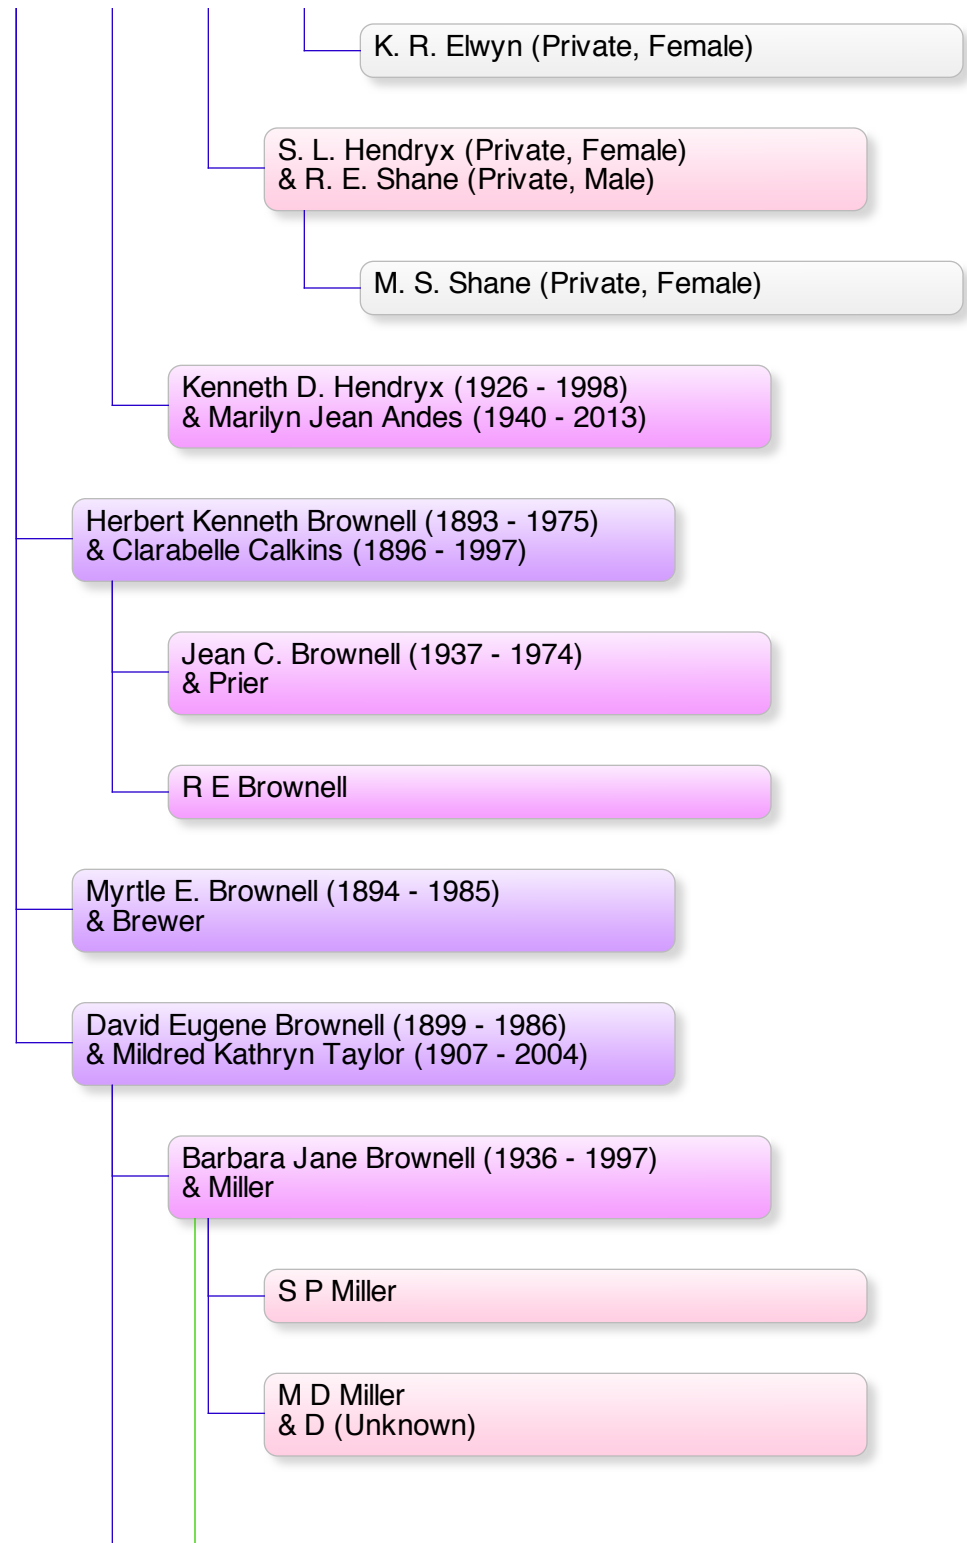 K. R. Elwyn (Private, Female)
S. L. Hendryx (Private, Female)
& R. E. Shane (Private, Male)
M. S. Shane (Private, Female)
Kenneth D. Hendryx (1926 - 1998)
& Marilyn Jean Andes (1940 - 2013)
Herbert Kenneth Brownell (1893 - 1975)
& Clarabelle Calkins (1896 - 1997)
Jean C. Brownell (1937 - 1974)
& Prier
R E Brownell
Myrtle E. Brownell (1894 - 1985)
& Brewer
David Eugene Brownell (1899 - 1986)
& Mildred Kathryn Taylor (1907 - 2004)
Barbara Jane Brownell (1936 - 1997)
& Miller
S P Miller
M D Miller
& D (Unknown)